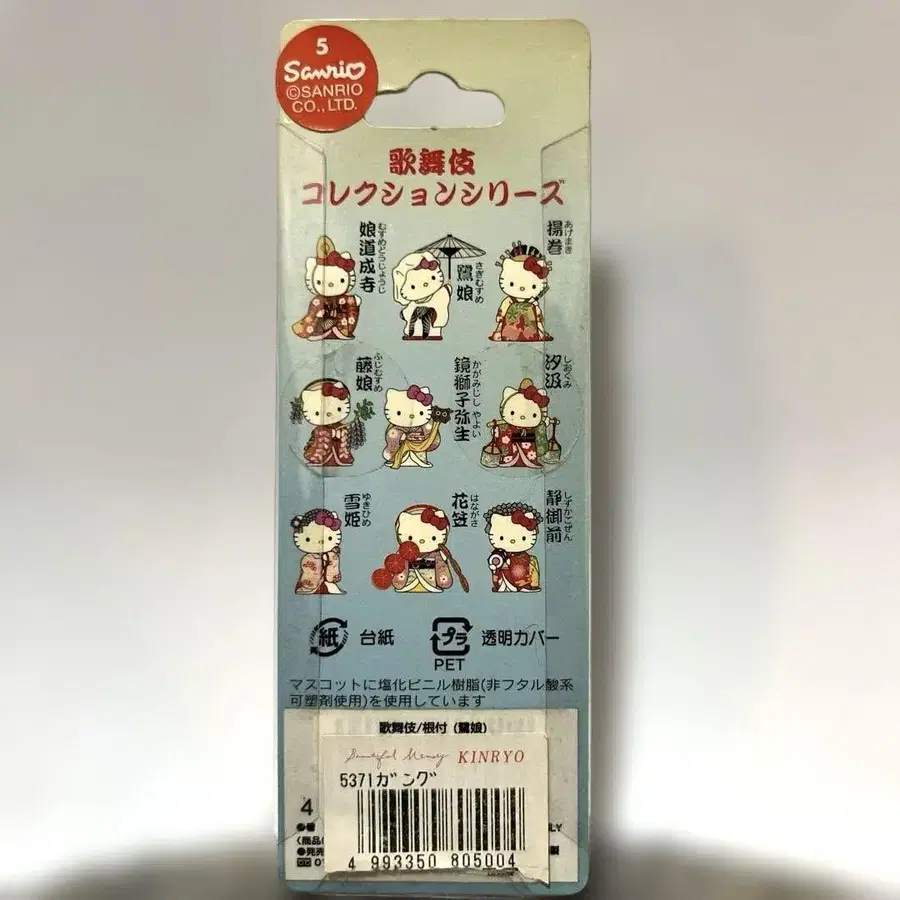 5
Sanrio
©SANRIO
CO., LTD.
歌舞伎
コレクションシリーズ
娘道成寺
むすめどうじょうじ
鷺娘
さぎむすめ
揚巻
あげまき
藤娘
ふじむすめ
鏡獅子弥生
かがみじし やよい
汐汲
しおくみ
雪姫
ゆきひめ
花笠
はながさ
静御前
しずかごぜん
紙 台紙
プラ 透明カバー
PET
マスコットに塩化ビニル樹脂(非フタル酸系
可塑剤使用)を使用しています
歌舞伎/根付(鷺娘)
Beautiful Memory KINRYO
5371ガング
4
4 993350 805004